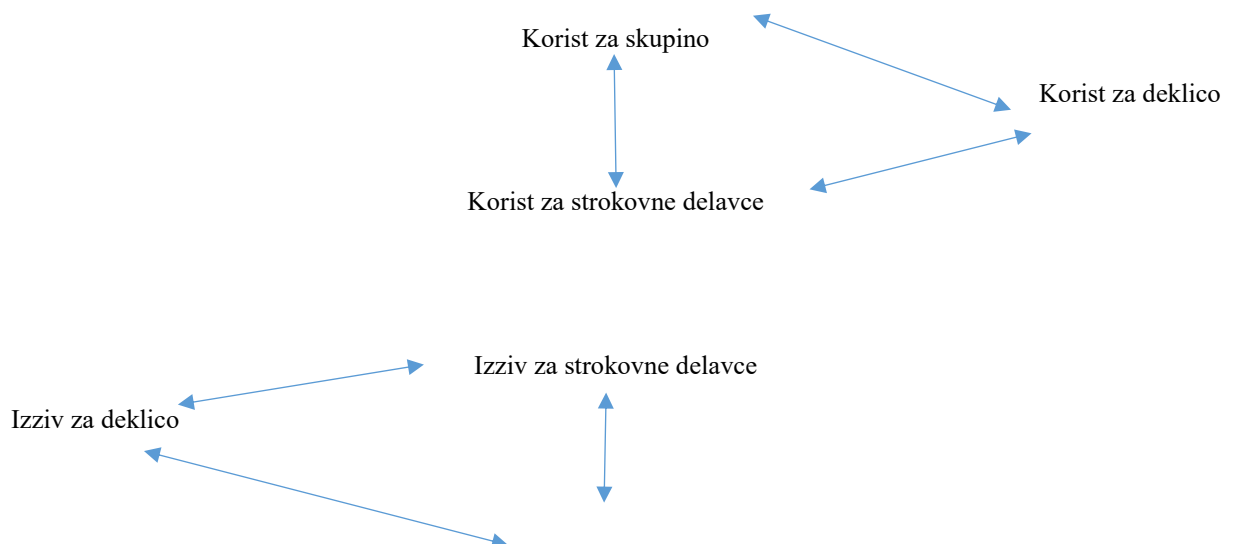 Korist za skupino
Korist za deklico
Korist za strokovne delavce
Izziv za strokovne delavce
Izziv za deklico